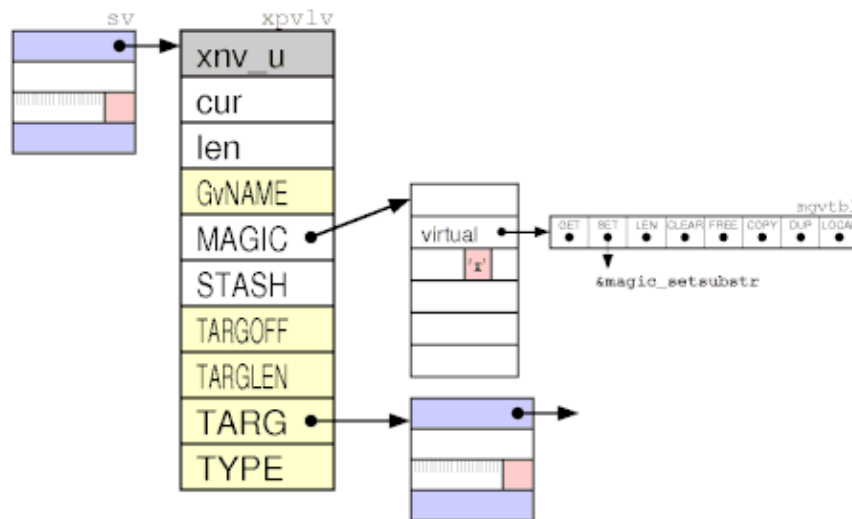 sv
xpvlv
xnv_u
cur
len
GvNAME
MAGIC
STASH
TARGOFF
TARGLEN
TARG
TYPE
virtual
'x'
mgvtbl
GET SET LEN CLEAR FREE COPY DUP LOCAL
&magic_setsubstr